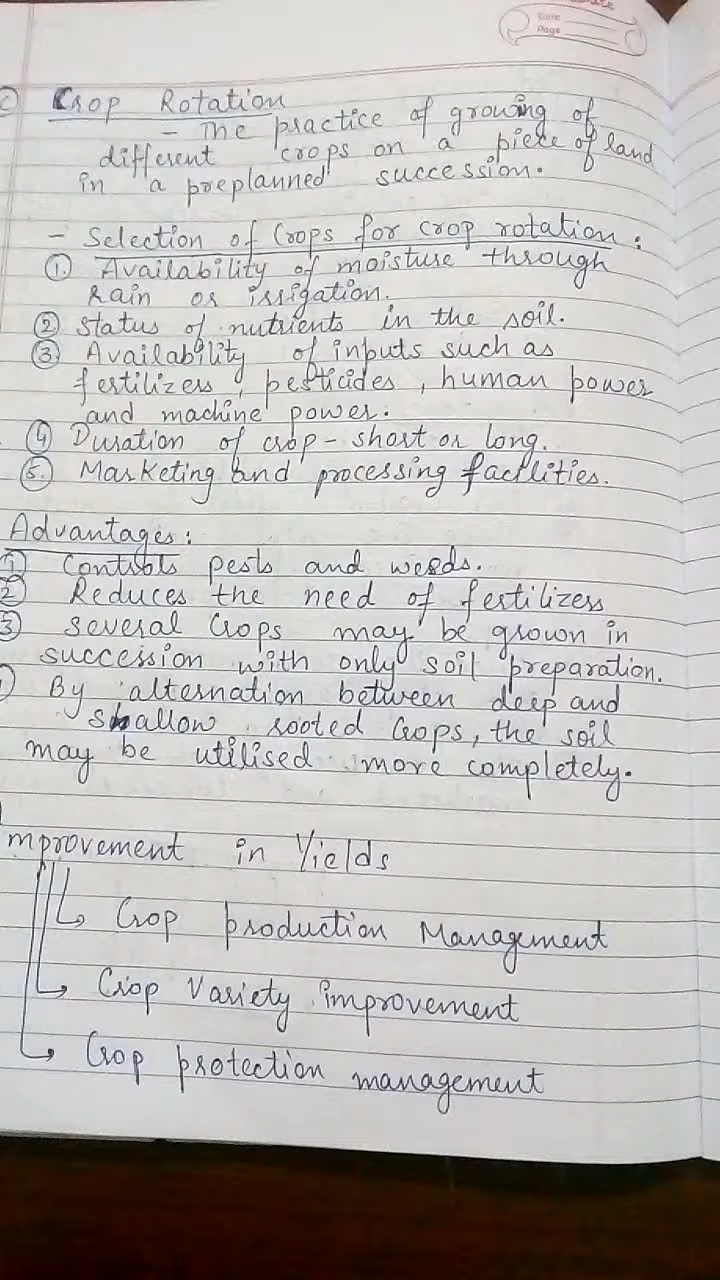 c) Crop Rotation
- The practice of growing of
different crops on a piece of land
in a preplanned succession.
- Selection of Crops for crop rotation:
① Availability of moisture through
Rain or irrigation.
② Status of nutrients in the soil.
③ Availability of inputs such as
fertilizers, pesticides, human power
and machine power.
④ Duration of crop - short or long.
⑤ Marketing and processing facilities.
Advantages:
① Controls pests and weeds.
② Reduces the need of fertilizers
③ Several Crops may be grown in
succession with only soil preparation.
By alternation between deep and
shallow rooted Crops, the soil
may be utilised more completely.
mprovement in Yields
↳ Crop production Management
↳ Crop Variety improvement
↳ Crop protection management
Page